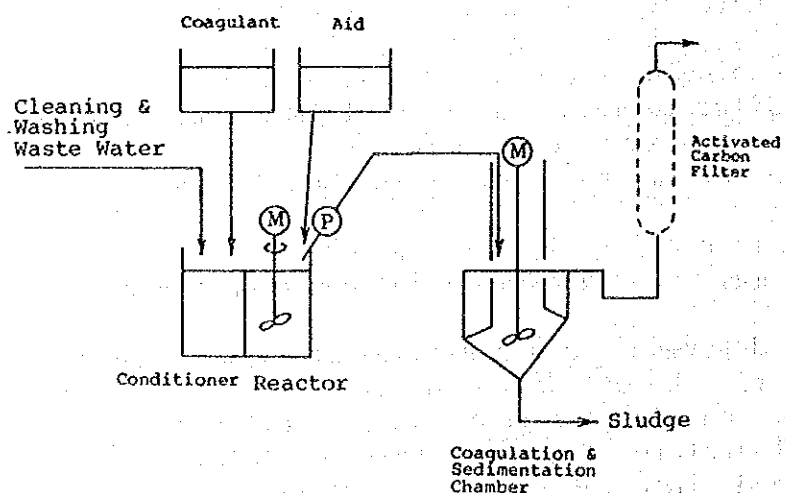 Coagulant
Aid
Cleaning &
Washing
Waste Water
Activated
Carbon
Filter
M
M
P
Conditioner
Reactor
Sludge
Coagulation &
Sedimentation
Chamber